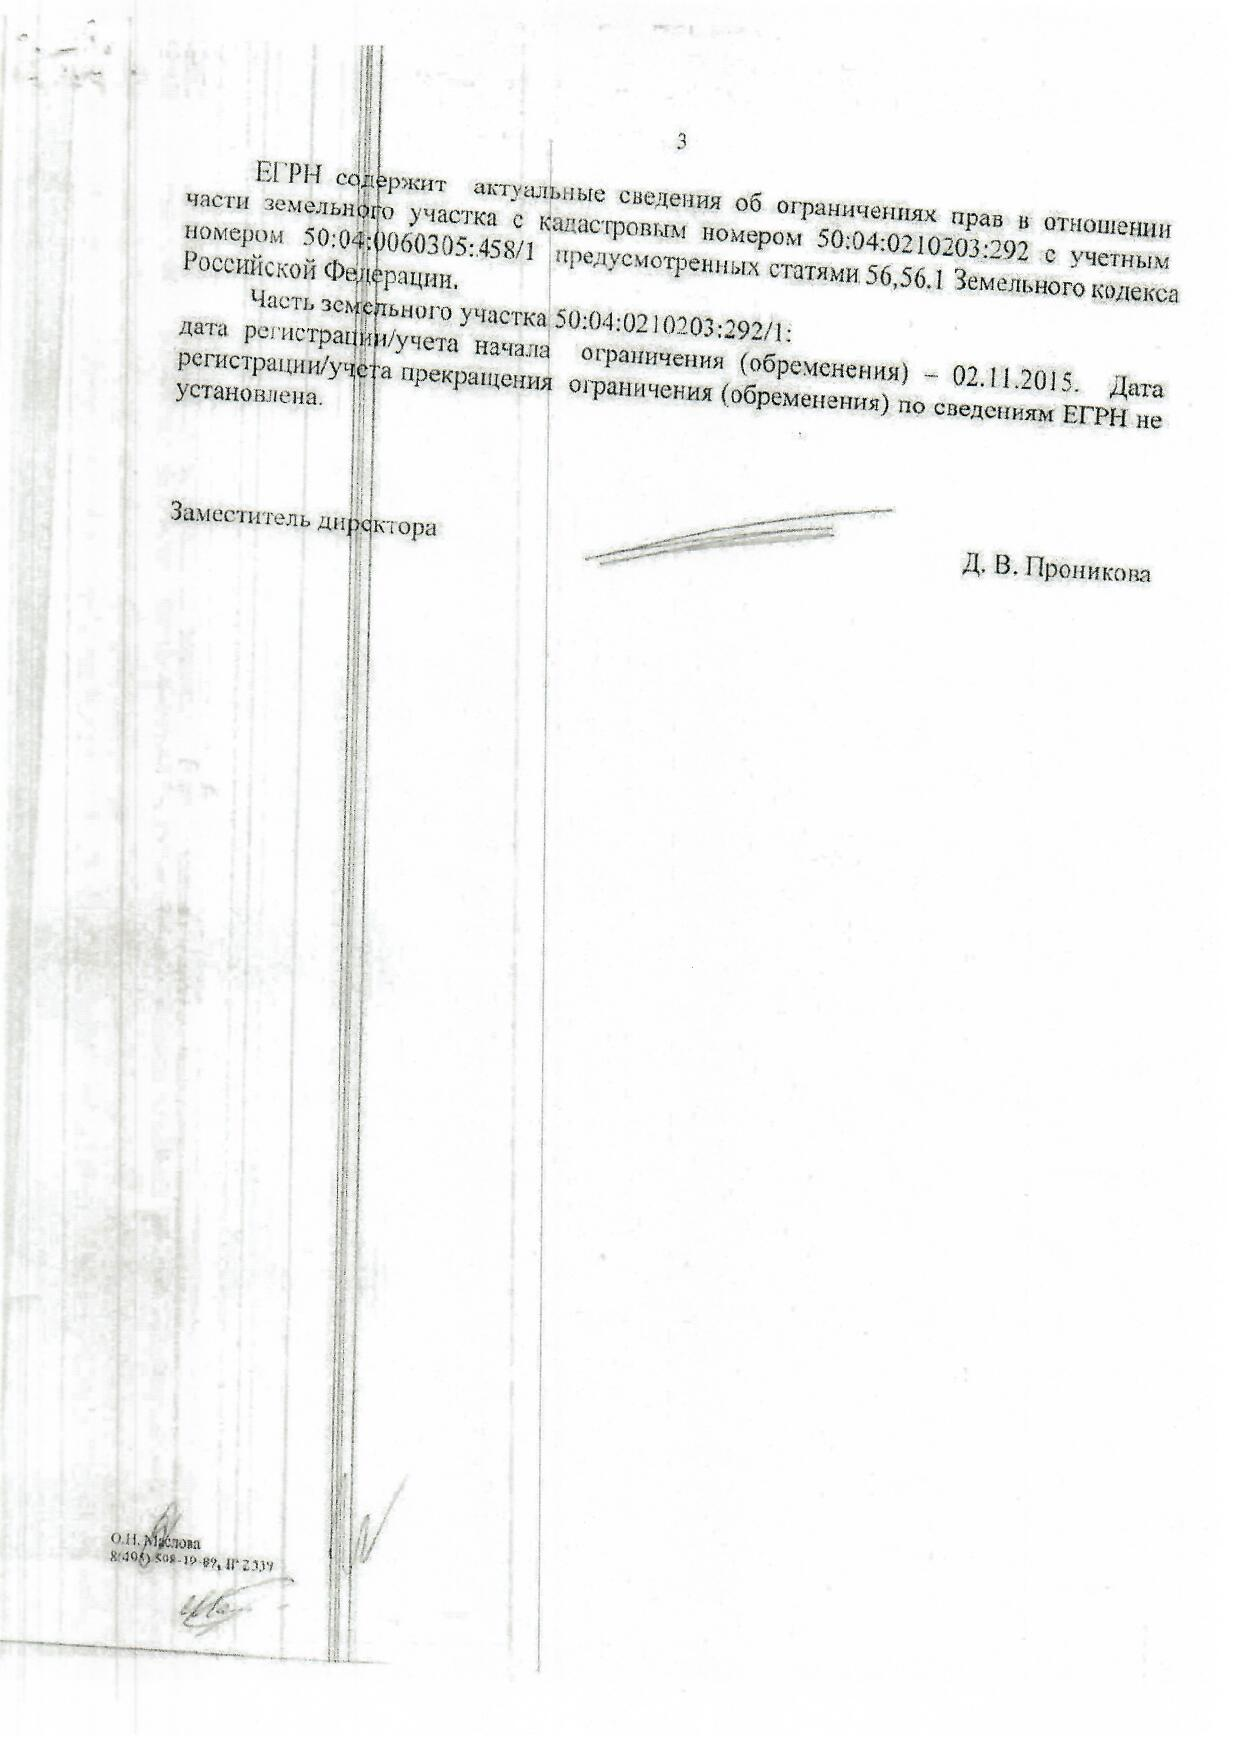 3
ЕГРН содержит актуальные сведения об ограничениях прав в отношении
части земельного участка с кадастровым номером 50:04:0210203:292 с учетным
номером 50:04:0060305:.458/1 предусмотренных статями 56,56.1 Земельного кодекса
Российской Федерации.
Часть земельного участка 50:04:0210203:292/1:
дата регистрации/учета начала ограничения (обременения) – 02.11.2015. Дата
регистрации/учета прекращения ограничения (обременения) по сведениям ЕГРН не
установлена.
Заместитель директора
Д. В. Проникова
О.Н. Маслова